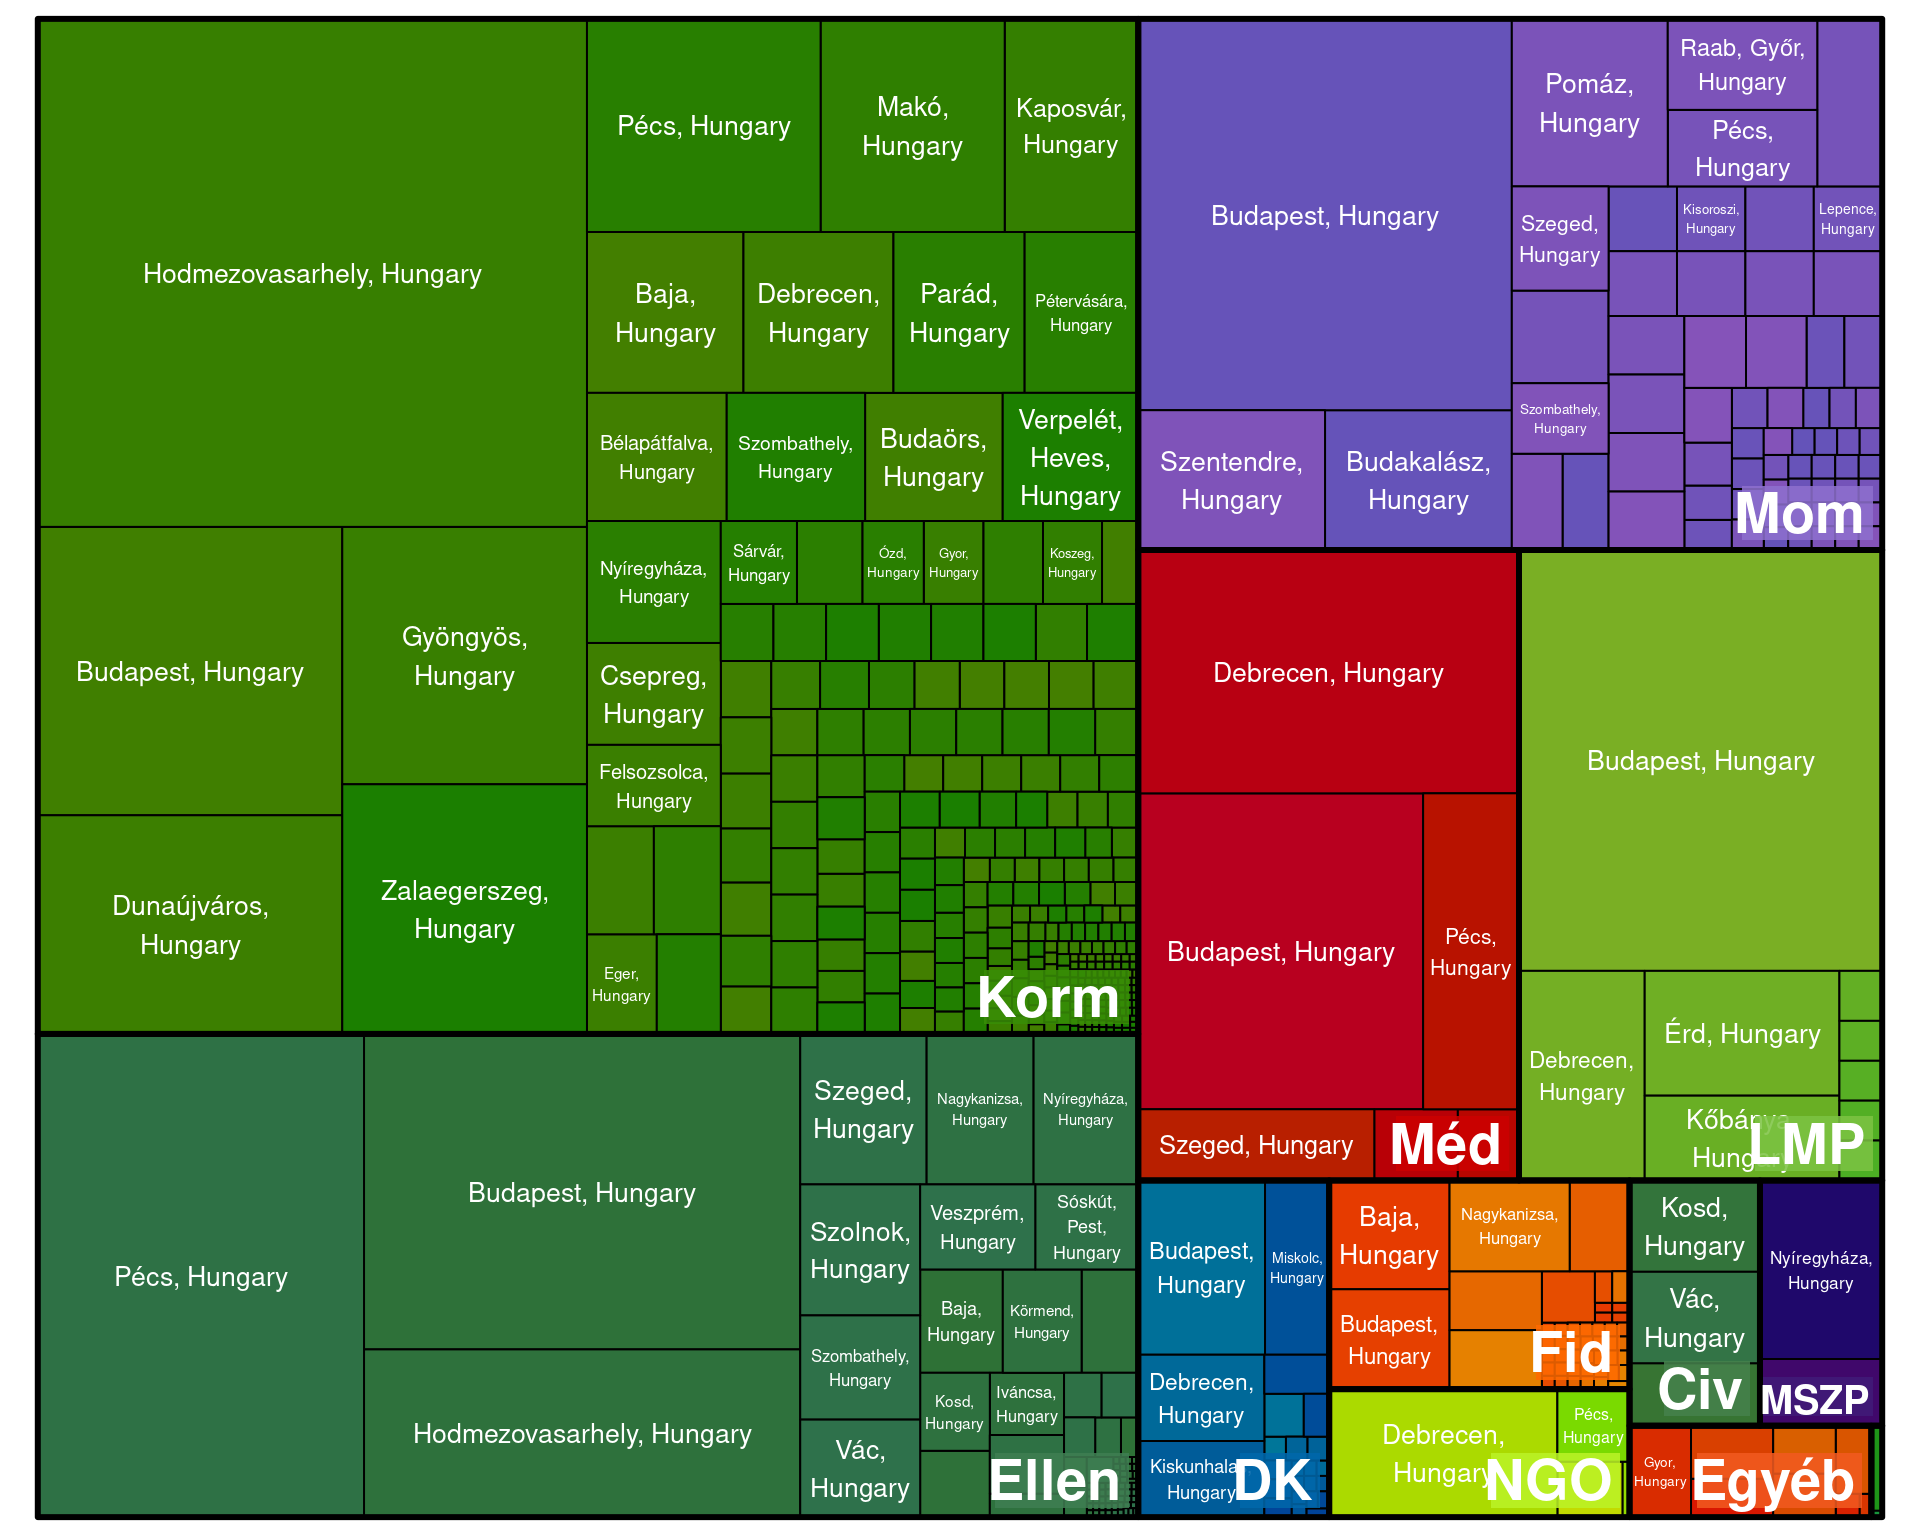 Hodmezovasarhely, Hungary
Pécs, Hungary
Makó,
Hungary
Kaposvár,
Hungary
Baja,
Hungary
Debrecen,
Hungary
Parád,
Hungary
Pétervására,
Hungary
Bélapátfalva,
Hungary
Szombathely,
Hungary
Budaörs,
Hungary
Verpelét,
Heves,
Hungary
Budapest, Hungary
Gyöngyös,
Hungary
Dunaújváros,
Hungary
Zalaegerszeg,
Hungary
Nyíregyháza,
Hungary
Sárvár,
Hungary
Ózd,
Hungary
Gyor,
Hungary
Koszeg,
Hungary
Csepreg,
Hungary
Felsozsolca,
Hungary
Eger,
Hungary
Korm
Pécs, Hungary
Budapest, Hungary
Hodmezovasarhely, Hungary
Szeged,
Hungary
Nagykanizsa,
Hungary
Nyíregyháza,
Hungary
Szolnok,
Hungary
Veszprém,
Hungary
Sóskút,
Pest,
Hungary
Szombathely,
Hungary
Baja,
Hungary
Körmend,
Hungary
Vác,
Hungary
Kosd,
Hungary
Iváncsa,
Hungary
Ellen
Budapest, Hungary
Pomáz,
Hungary
Raab, Győr,
Hungary
Pécs,
Hungary
Szeged,
Hungary
Kisoroszi,
Hungary
Lepence,
Hungary
Szombathely,
Hungary
Szentendre,
Hungary
Budakalász,
Hungary
Mom
Debrecen, Hungary
Budapest, Hungary
Pécs,
Hungary
Szeged, Hungary
Méd
Budapest, Hungary
Debrecen,
Hungary
Érd, Hungary
Kőbánya
Hungary
LMP
Budapest,
Hungary
Miskolc,
Hungary
Debrecen,
Hungary
Kiskunhala
Hungary
DK
Baja,
Hungary
Nagykanizsa,
Hungary
Budapest,
Hungary
Fid
Debrecen,
Hungary
Pécs,
Hungary
NGO
Kosd,
Hungary
Vác,
Hungary
Civ
Nyíregyháza,
Hungary
MSZP
Gyor,
Hungary
Egyéb